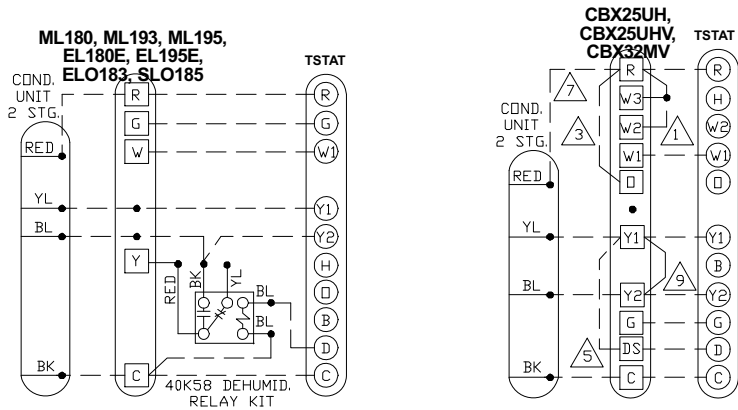 ML180, ML193, ML195,
EL180E, EL195E,
ELO183, SLO185
TSTAT
COND.
UNIT
2 STG.
RED
YL
BL
BK
R
G
W
Y
C
RED
BK
YL
BL
BL
40K58 DEHUMID.
RELAY KIT
R
G
W1
Y1
Y2
H
O
B
D
C
CBX25UH,
CBX25UHV,
CBX32MV
TSTAT
COND.
UNIT
2 STG.
RED
YL
BL
BK
7
3
1
9
5
R
W3
W2
W1
O
Y1
Y2
G
DS
C
R
H
W2
W1
O
Y1
B
Y2
G
D
C